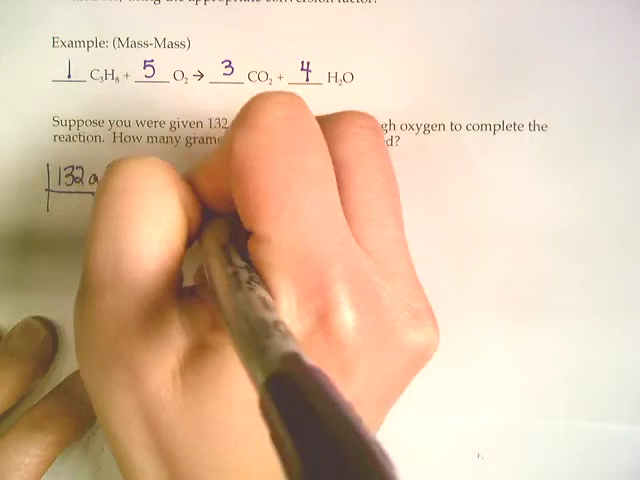 using the appropriate conversion factor.
Example: (Mass-Mass)
1 C₃H₈ + 5 O₂ → 3 CO₂ + 4 H₂O
Suppose you were given 132 gh oxygen to complete the
reaction. How many grams d?
132 g